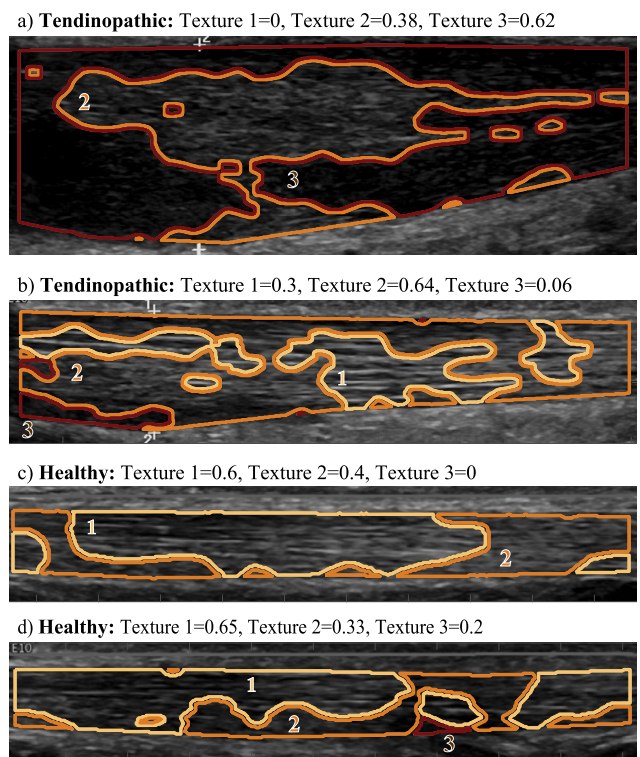 a) Tendinopathic: Texture 1=0, Texture 2=0.38, Texture 3=0.62
2
2
3
b) Tendinopathic: Texture 1=0.3, Texture 2=0.64, Texture 3=0.06
1
2
1
3
2
c) Healthy: Texture 1=0.6, Texture 2=0.4, Texture 3=0
1
2
d) Healthy: Texture 1=0.65, Texture 2=0.33, Texture 3=0.2
E10
1
2
3